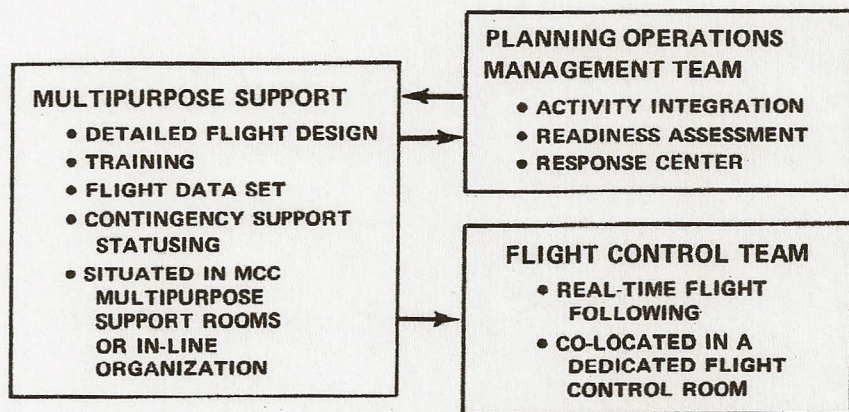 MULTIPURPOSE SUPPORT
• DETAILED FLIGHT DESIGN
• TRAINING
• FLIGHT DATA SET
• CONTINGENCY SUPPORT
STATUSING
• SITUATED IN MCC
MULTIPURPOSE
SUPPORT ROOMS
OR IN-LINE
ORGANIZATION
PLANNING OPERATIONS
MANAGEMENT TEAM
• ACTIVITY INTEGRATION
• READINESS ASSESSMENT
• RESPONSE CENTER
FLIGHT CONTROL TEAM
• REAL-TIME FLIGHT
FOLLOWING
• CO-LOCATED IN A
DEDICATED FLIGHT
CONTROL ROOM